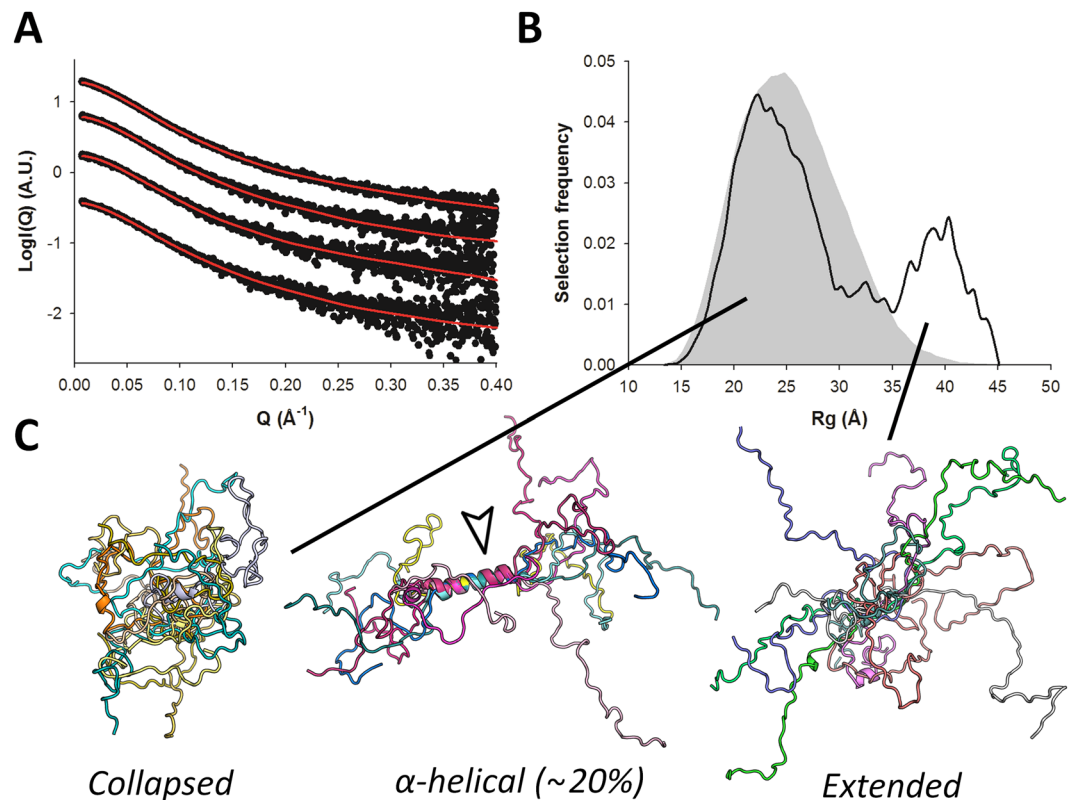 A
B
LogI(Q) (A.U.)
1
0
-1
-2
0.00 0.05 0.10 0.15 0.20 0.25 0.30 0.35 0.40
Q (Å-1)
Selection frequency
0.05
0.04
0.03
0.02
0.01
0.00
10 15 20 25 30 35 40 45 50
Rg (Å)
C
Collapsed
α-helical (~20%)
Extended